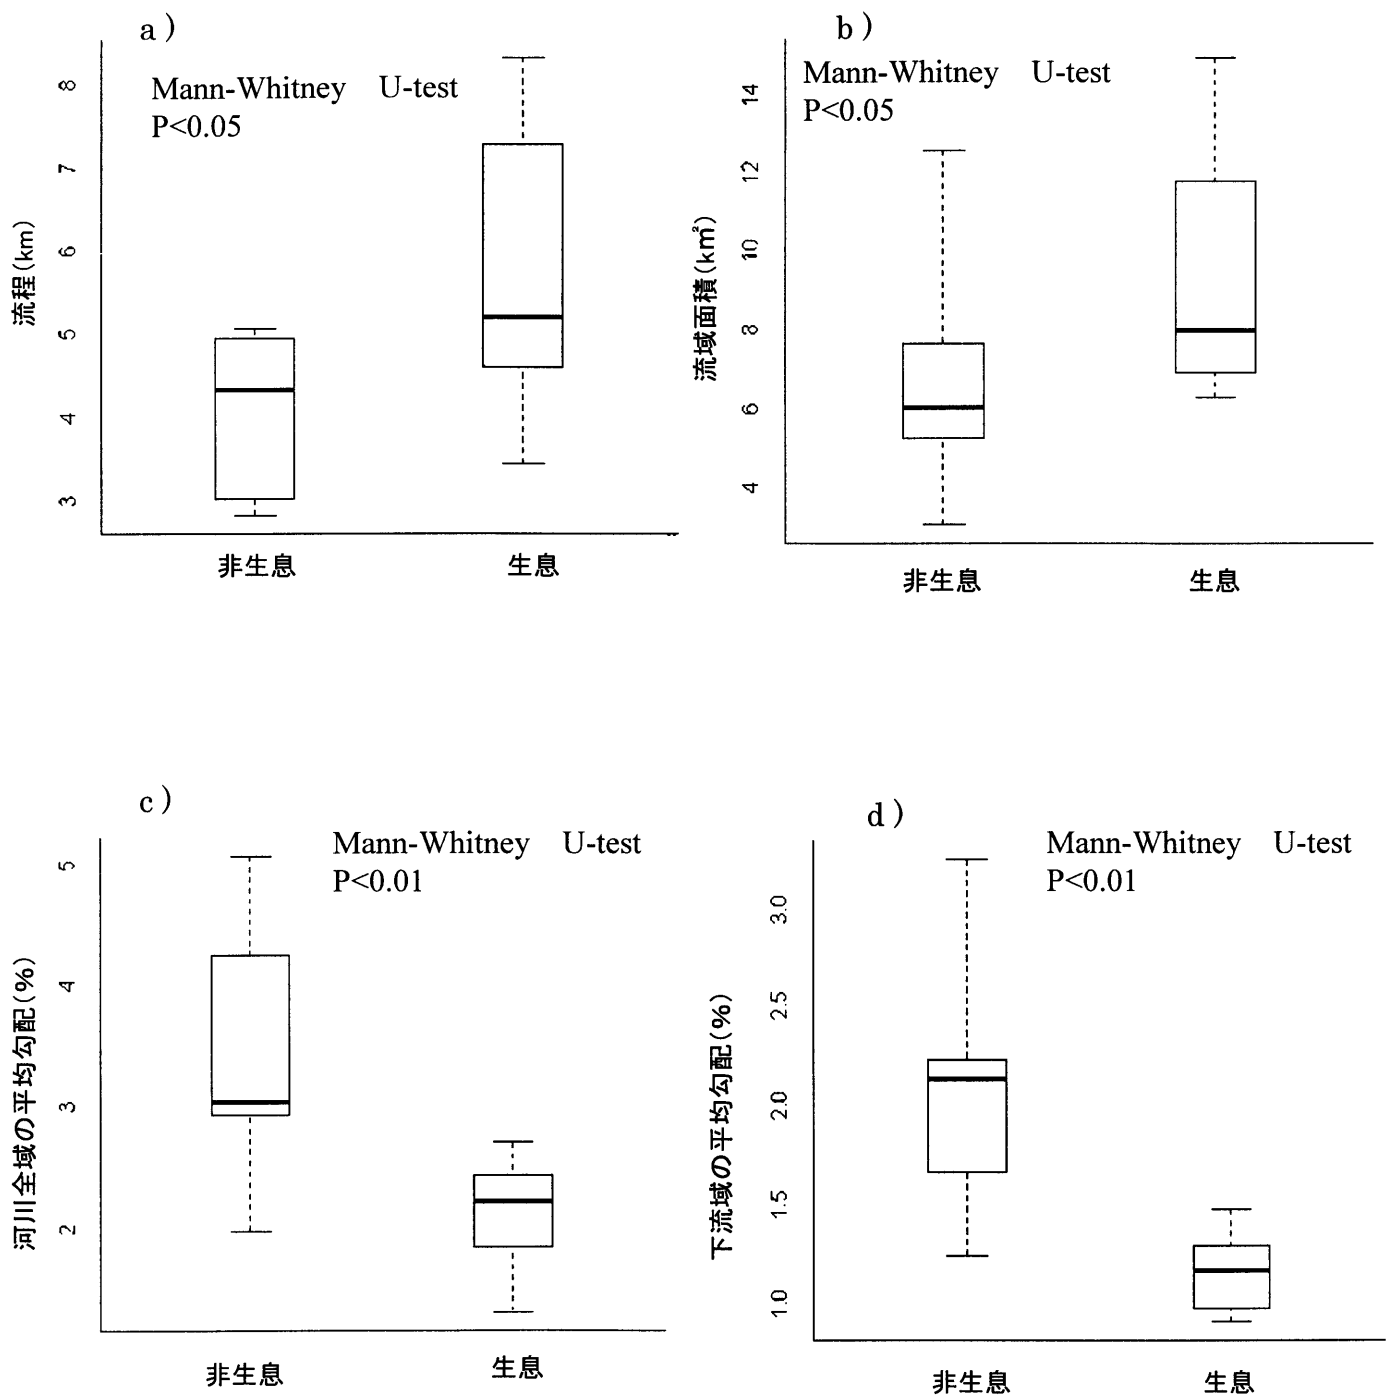 a)
Mann-Whitney U-test
P<0.05
8
7
6
5
4
3
流程(km)
非生息 生息
b)
Mann-Whitney U-test
P<0.05
14
12
10
8
6
4
流域面積(km²)
非生息 生息
c)
Mann-Whitney U-test
P<0.01
5
4
3
2
河川全域の平均勾配(%)
非生息 生息
d)
Mann-Whitney U-test
P<0.01
3.0
2.5
2.0
1.5
1.0
下流域の平均勾配(%)
非生息 生息